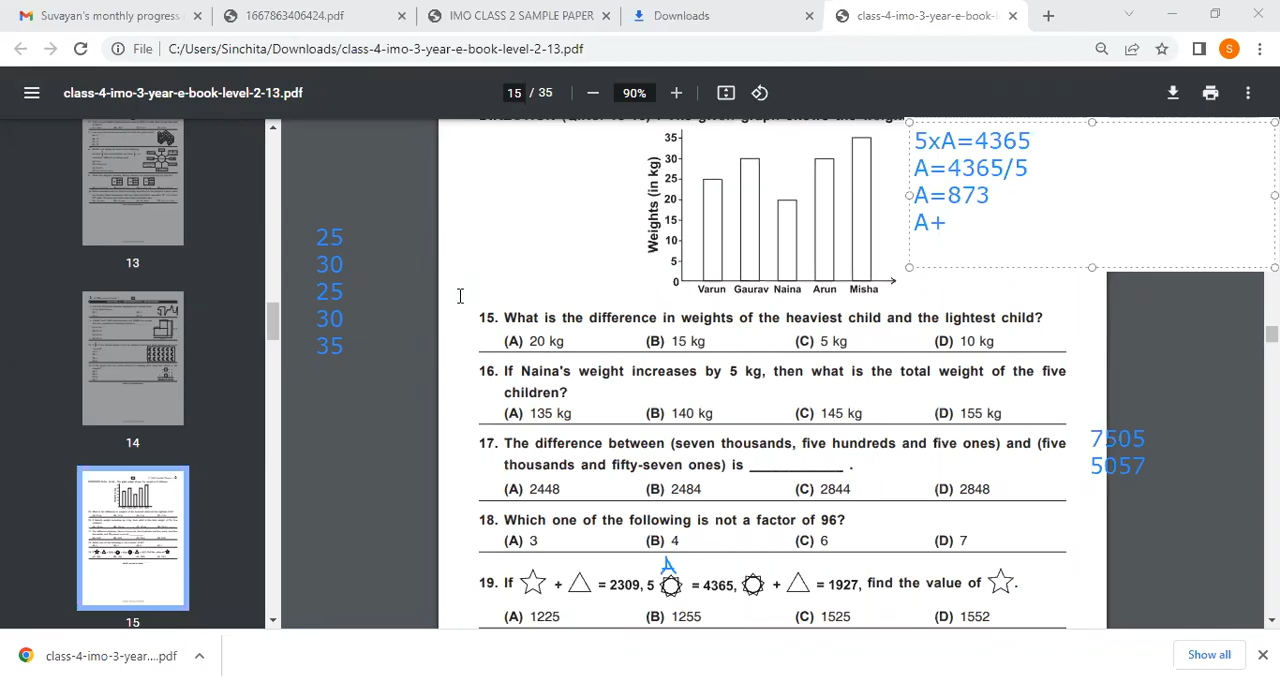 Suvayan's monthly progress
1667863406424.pdf
IMO CLASS 2 SAMPLE PAPER
Downloads
class-4-imo-3-year-e-book-l
File
C:/Users/Sinchita/Downloads/class-4-imo-3-year-e-book-level-2-13.pdf
S
class-4-imo-3-year-e-book-level-2-13.pdf
15 / 35
90%
13
14
15
25
30
25
30
35
5xA=4365
A=4365/5
A=873
A+
Weights (in kg)
35
30
25
20
15
10
5
0
Varun Gaurav Naina Arun Misha
15. What is the difference in weights of the heaviest child and the lightest child?
(A) 20 kg (B) 15 kg (C) 5 kg (D) 10 kg
16. If Naina's weight increases by 5 kg, then what is the total weight of the five
children?
(A) 135 kg (B) 140 kg (C) 145 kg (D) 155 kg
17. The difference between (seven thousands, five hundreds and five ones) and (five
thousands and fifty-seven ones) is __________ .
(A) 2448 (B) 2484 (C) 2844 (D) 2848
7505
5057
18. Which one of the following is not a factor of 96?
(A) 3 (B) 4 (C) 6 (D) 7
A
19. If ☆ + △ = 2309, 5 = 4365, + △ = 1927, find the value of ☆.
(A) 1225 (B) 1255 (C) 1525 (D) 1552
class-4-imo-3-year....pdf
Show all